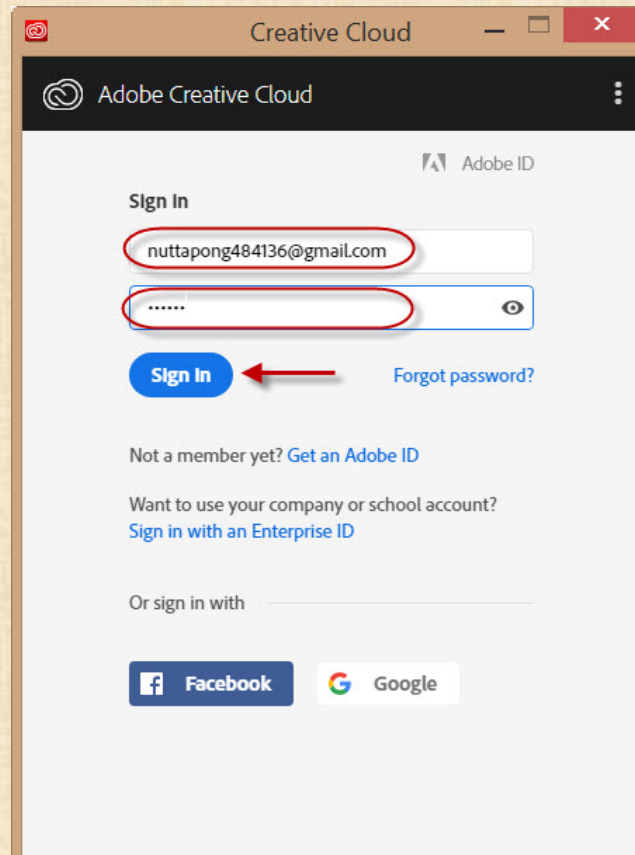 Creative Cloud
Adobe Creative Cloud
Adobe ID
Sign in
nuttapong484136@gmail.com
••••••
Sign in
Forgot password?
Not a member yet? Get an Adobe ID
Want to use your company or school account?
Sign in with an Enterprise ID
Or sign in with
Facebook
Google